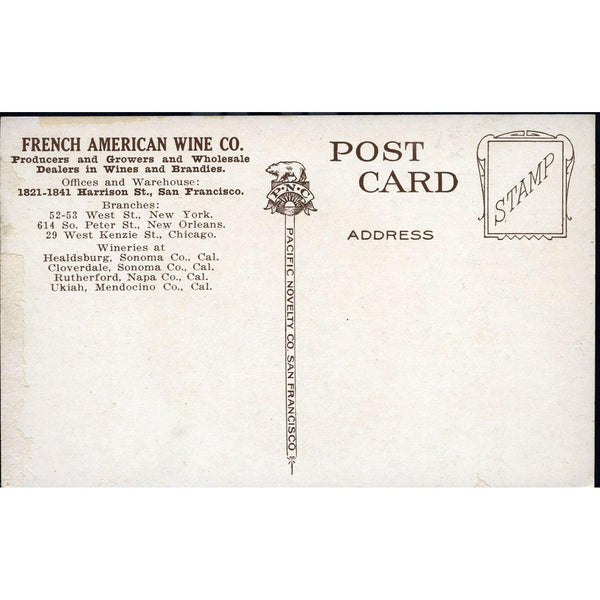 FRENCH AMERICAN WINE CO.
Producers and Growers and Wholesale
Dealers in Wines and Brandies.
Offices and Warehouse:
1821-1841 Harrison St., San Francisco.
Branches:
52-53 West St., New York.
614 So. Peter St., New Orleans.
29 West Kenzie St., Chicago.
Wineries at
Healdsburg, Sonoma Co., Cal.
Cloverdale, Sonoma Co., Cal.
Rutherford, Napa Co., Cal.
Ukiah, Mendocino Co., Cal.
P.N.C.
PACIFIC NOVELTY CO. SAN FRANCISCO.
POST
CARD
ADDRESS
STAMP